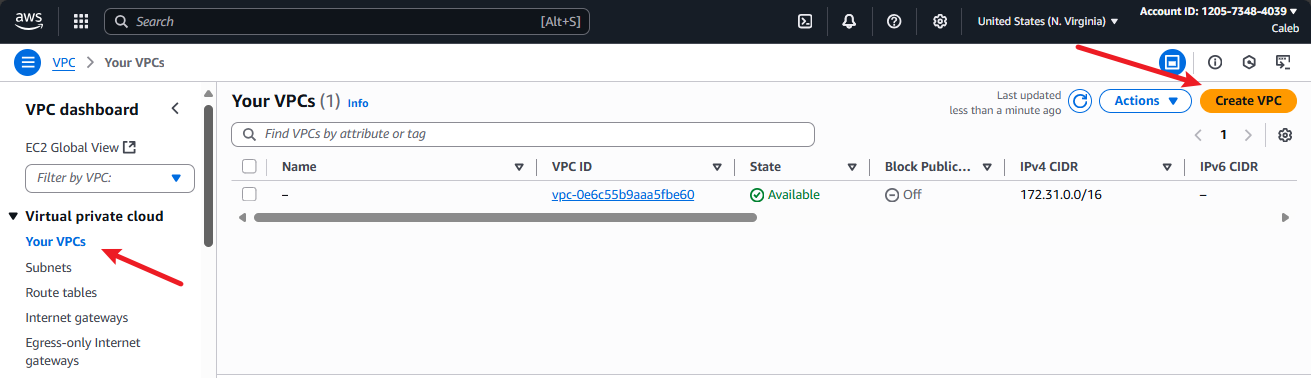 aws
Search [Alt+S]
United States (N. Virginia)
Account ID: 1205-7348-4039
Caleb
VPC > Your VPCs
VPC dashboard
EC2 Global View
Filter by VPC:
Virtual private cloud
Your VPCs
Subnets
Route tables
Internet gateways
Egress-only Internet
gateways
Your VPCs (1) Info
Last updated
less than a minute ago
Actions
Create VPC
Find VPCs by attribute or tag
1
Name VPC ID State Block Public... IPv4 CIDR IPv6 CIDR
– vpc-0e6c55b9aaa5fbe60 Available Off 172.31.0.0/16 –